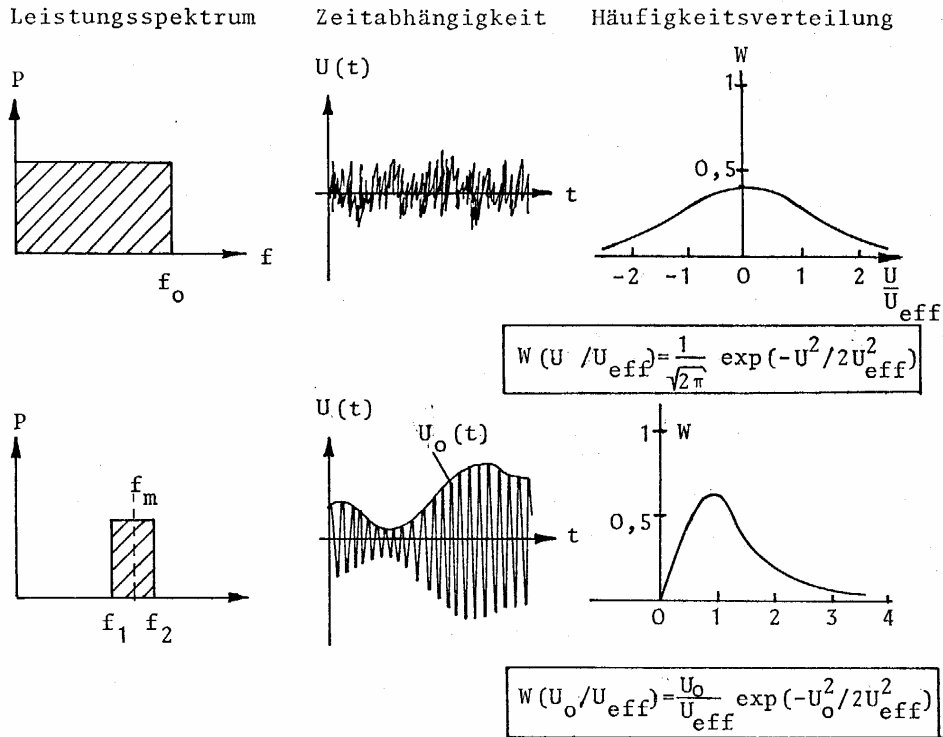 Leistungsspektrum Zeitabhängigkeit Häufigkeitsverteilung
P
f
f_o
U(t)
t
W
1
0,5
-2 -1 0 1 2 U/U_eff
W(U /U_eff)=1/√2π exp(-U²/2U²_eff)
P
f_m
f_1 f_2
U(t)
U_o(t)
t
1 W
0,5
0 1 2 3 4
W(U_o/U_eff)=U_o/U_eff exp(-U_o²/2U²_eff)